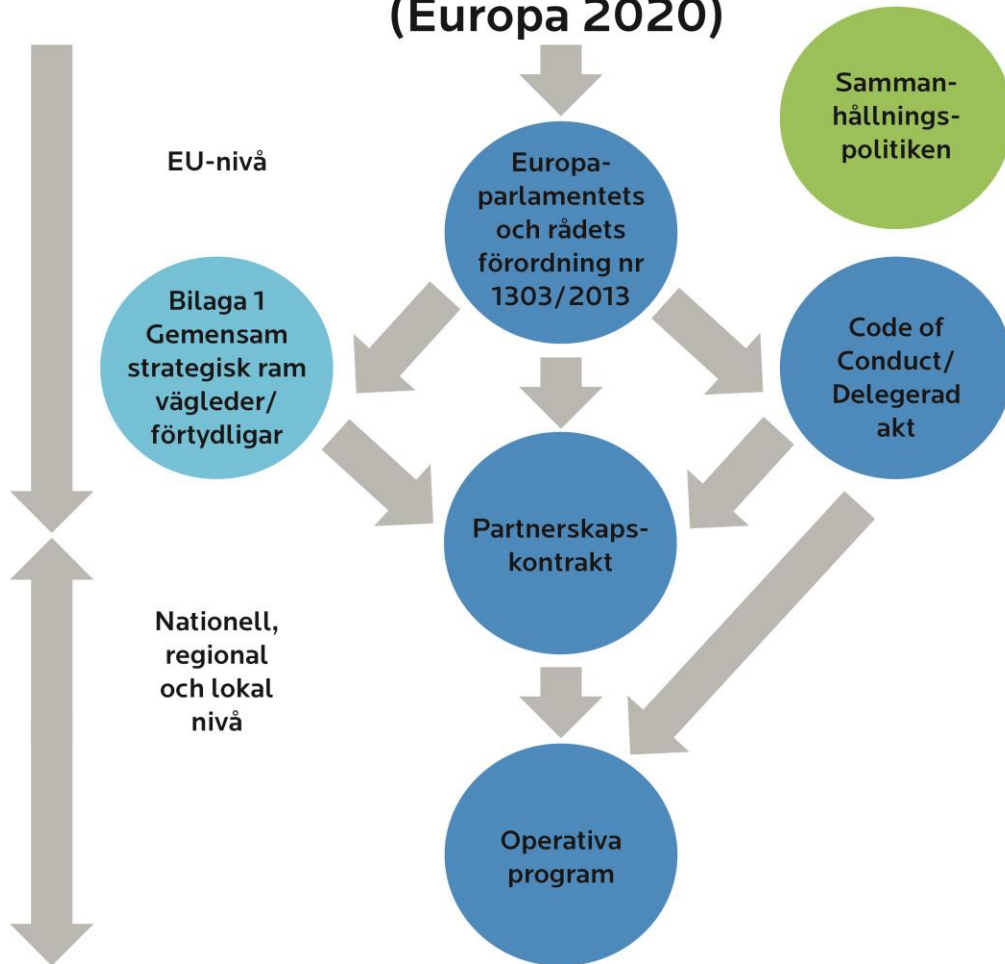 (Europa 2020)
Samman-
hållnings-
politiken
EU-nivå
Europa-
parlamentets
och rådets
förordning nr
1303/2013
Bilaga 1
Gemensam
strategisk ram
vägleder/
förtydligar
Code of
Conduct/
Delegerad
akt
Partnerskaps-
kontrakt
Nationell,
regional
och lokal
nivå
Operativa
program